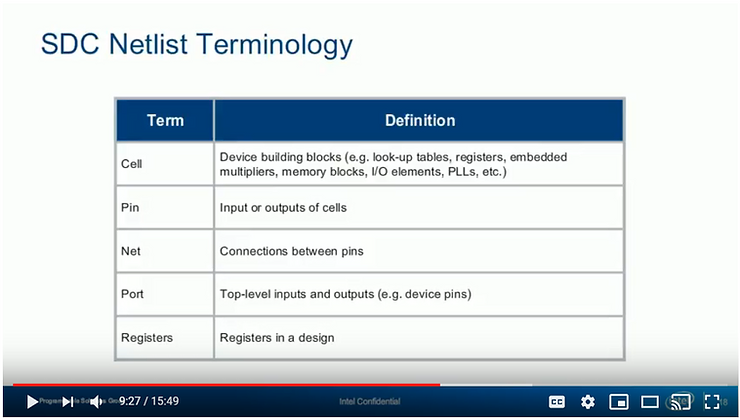 SDC Netlist Terminology
Term Definition
Cell Device building blocks (e.g. look-up tables, registers, embedded
multipliers, memory blocks, I/O elements, PLLs, etc.)
Pin Input or outputs of cells
Net Connections between pins
Port Top-level inputs and outputs (e.g. device pins)
Registers Registers in a design
9:27 / 15:49
Intel Confidential
CC